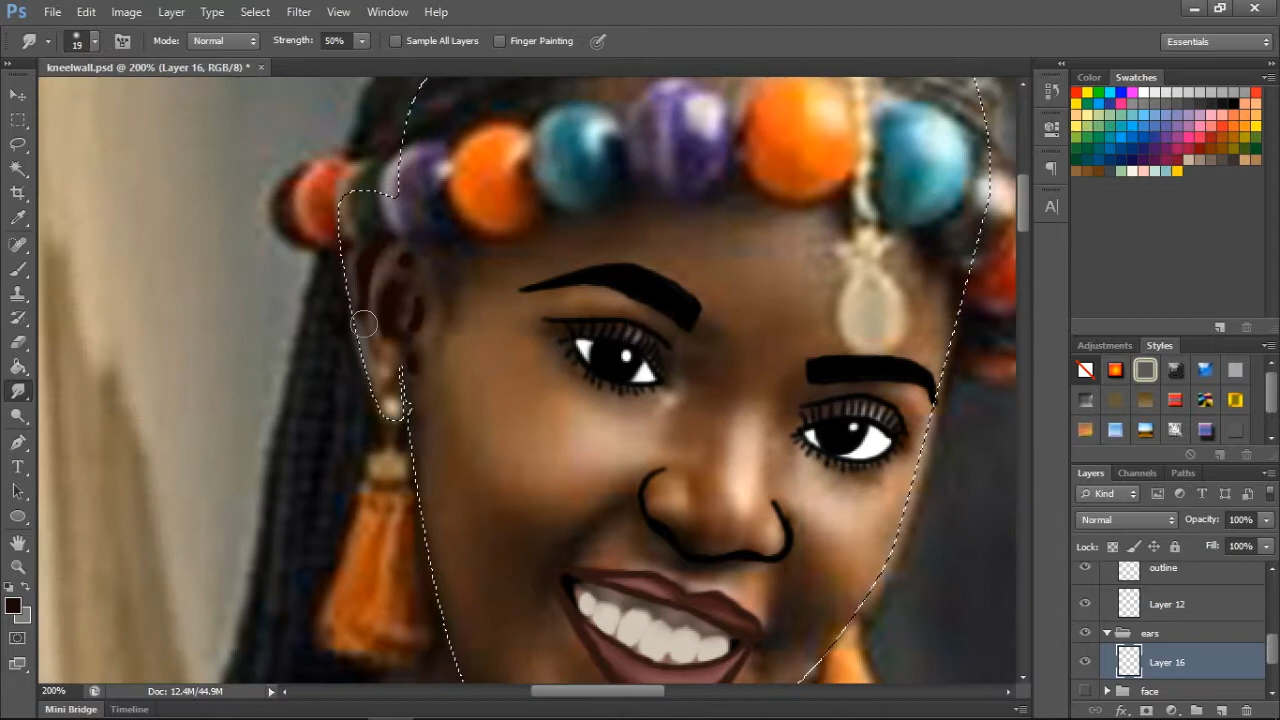 Ps File Edit Image Layer Type Select Filter View Window Help
19 Mode: Normal Strength: 50% Sample All Layers Finger Painting Essentials
kneelwall.psd @ 200% (Layer 16, RGB/8) * ×
Color Swatches
A
Adjustments Styles
Layers Channels Paths
Kind
Normal Opacity: 100%
Lock: Fill: 100%
outline
Layer 12
ears
Layer 16
face
200% Doc: 12.4M/44.9M
Mini Bridge Timeline